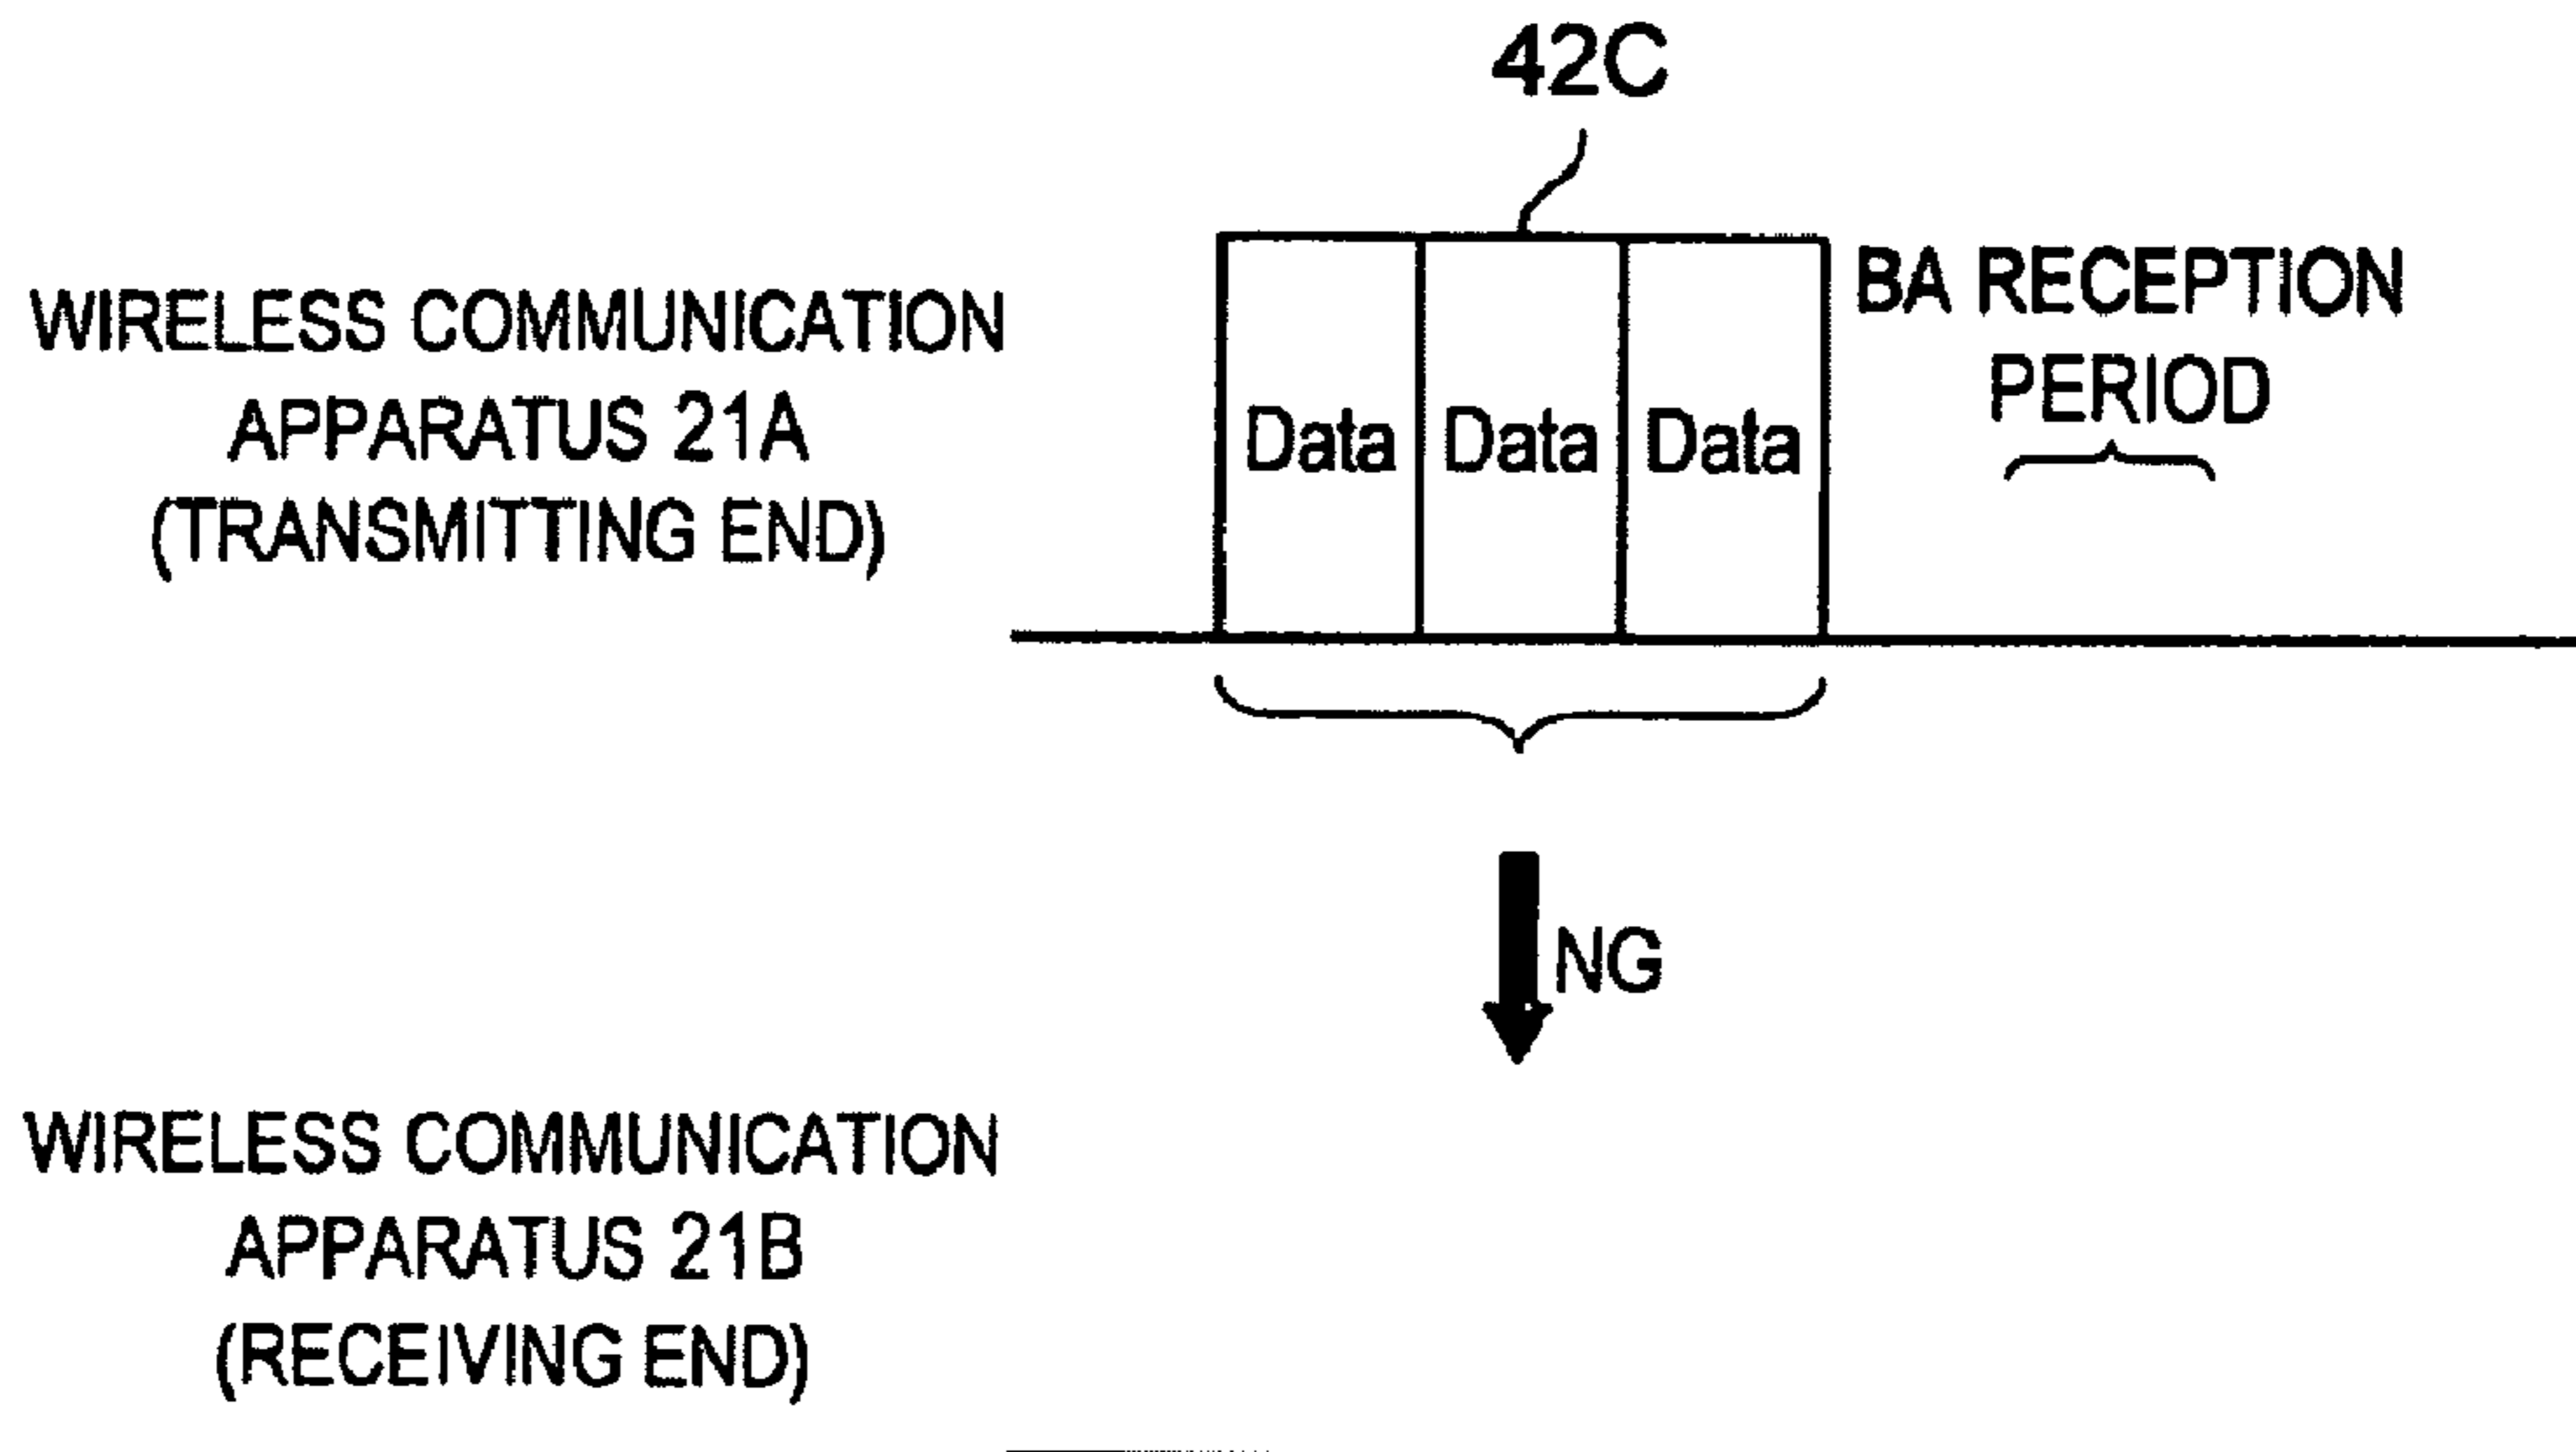 42C
WIRELESS COMMUNICATION
APPARATUS 21A
(TRANSMITTING END)
Data Data Data
BA RECEPTION
PERIOD
NG
WIRELESS COMMUNICATION
APPARATUS 21B
(RECEIVING END)